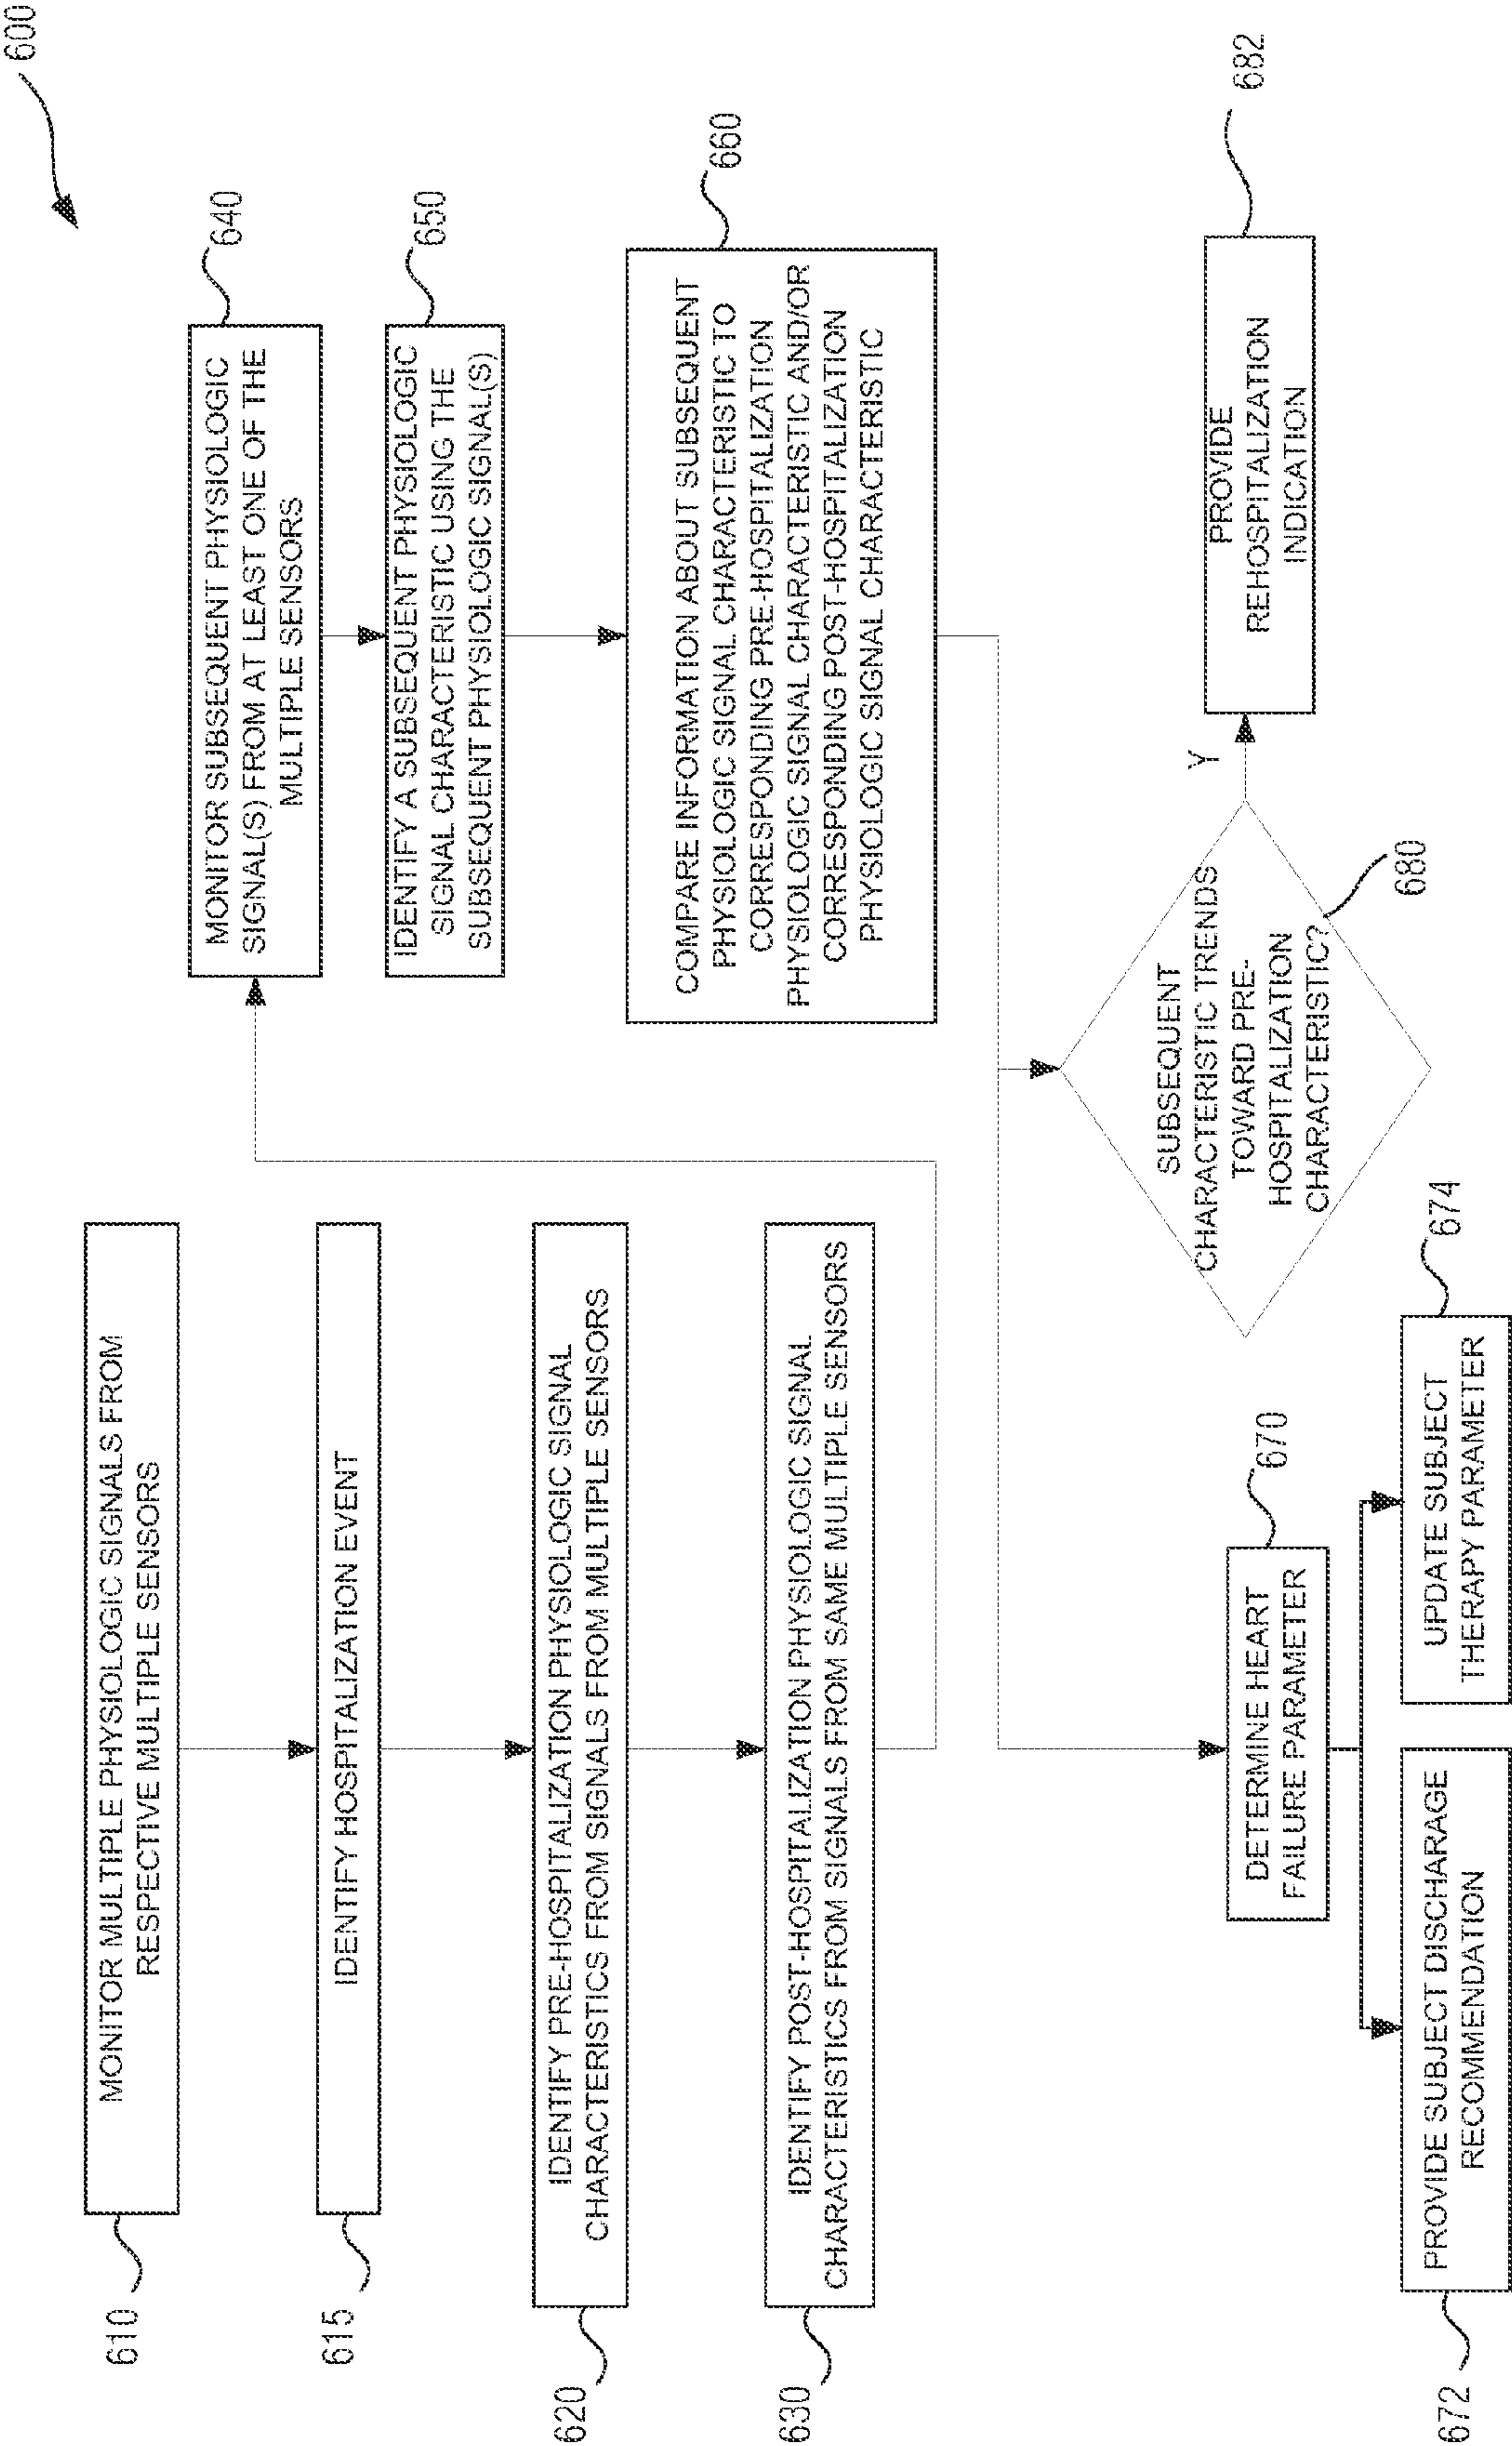 600
610
MONITOR MULTIPLE PHYSIOLOGIC SIGNALS FROM
RESPECTIVE MULTIPLE SENSORS
615
IDENTIFY HOSPITALIZATION EVENT
620
IDENTIFY PRE-HOSPITALIZATION PHYSIOLOGIC SIGNAL
CHARACTERISTICS FROM SIGNALS FROM MULTIPLE SENSORS
630
IDENTIFY POST-HOSPITALIZATION PHYSIOLOGIC SIGNAL
CHARACTERISTICS FROM SIGNALS FROM SAME MULTIPLE SENSORS
640
MONITOR SUBSEQUENT PHYSIOLOGIC
SIGNAL(S) FROM AT LEAST ONE OF THE
MULTIPLE SENSORS
650
IDENTIFY A SUBSEQUENT PHYSIOLOGIC
SIGNAL CHARACTERISTIC USING THE
SUBSEQUENT PHYSIOLOGIC SIGNAL(S)
660
COMPARE INFORMATION ABOUT SUBSEQUENT
PHYSIOLOGIC SIGNAL CHARACTERISTIC TO
CORRESPONDING PRE-HOSPITALIZATION
PHYSIOLOGIC SIGNAL CHARACTERISTIC AND/OR
CORRESPONDING POST-HOSPITALIZATION
PHYSIOLOGIC SIGNAL CHARACTERISTIC
670
DETERMINE HEART
FAILURE PARAMETER
672
PROVIDE SUBJECT DISCHARAGE
RECOMMENDATION
674
UPDATE SUBJECT
THERAPY PARAMETER
SUBSEQUENT
CHARACTERISTIC TRENDS
TOWARD PRE-
HOSPITALIZATION
CHARACTERISTIC?
680
Y
PROVIDE
REHOSPITALIZATION
INDICATION
682